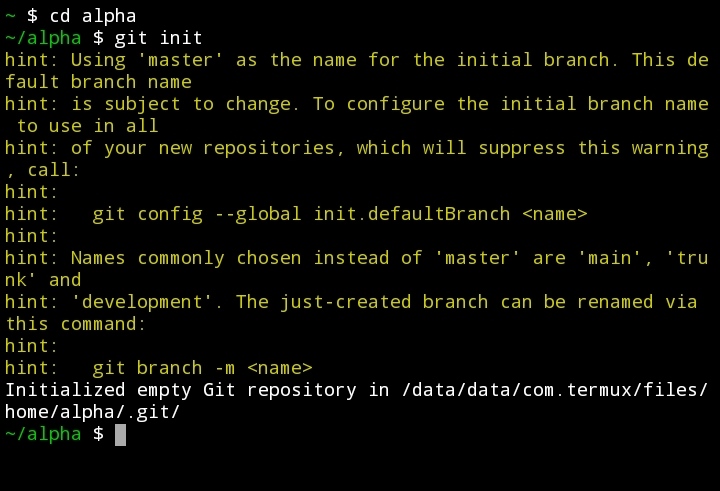 ~ $ cd alpha
~/alpha $ git init
hint: Using 'master' as the name for the initial branch. This de
fault branch name
hint: is subject to change. To configure the initial branch name
 to use in all
hint: of your new repositories, which will suppress this warning
, call:
hint:
hint:   git config --global init.defaultBranch <name>
hint:
hint: Names commonly chosen instead of 'master' are 'main', 'tru
nk' and
hint: 'development'. The just-created branch can be renamed via
this command:
hint:
hint:   git branch -m <name>
Initialized empty Git repository in /data/data/com.termux/files/
home/alpha/.git/
~/alpha $